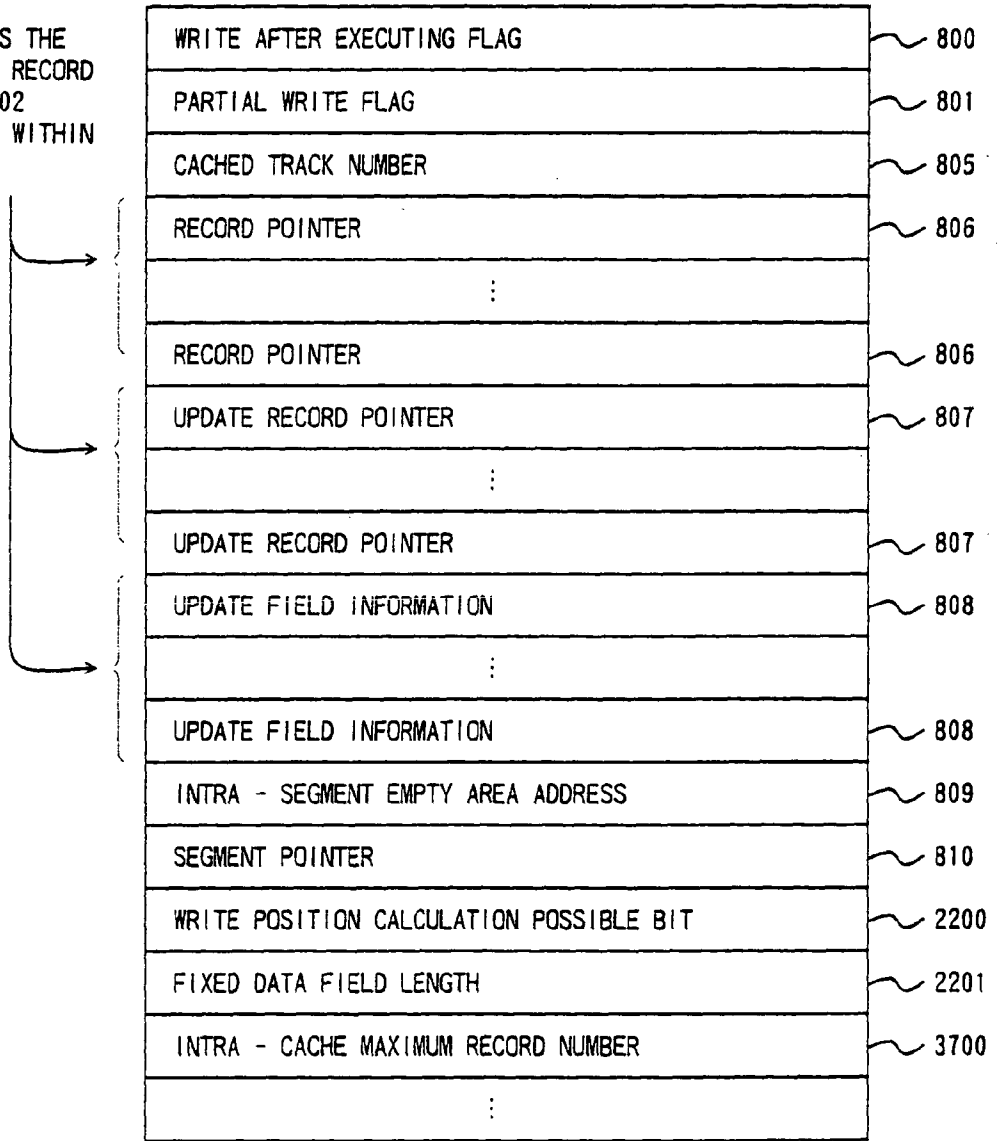 S THE
RECORD
02
WITHIN
WRITE AFTER EXECUTING FLAG 800
PARTIAL WRITE FLAG 801
CACHED TRACK NUMBER 805
RECORD POINTER 806
⋮
RECORD POINTER 806
UPDATE RECORD POINTER 807
⋮
UPDATE RECORD POINTER 807
UPDATE FIELD INFORMATION 808
⋮
UPDATE FIELD INFORMATION 808
INTRA - SEGMENT EMPTY AREA ADDRESS 809
SEGMENT POINTER 810
WRITE POSITION CALCULATION POSSIBLE BIT 2200
FIXED DATA FIELD LENGTH 2201
INTRA - CACHE MAXIMUM RECORD NUMBER 3700
⋮